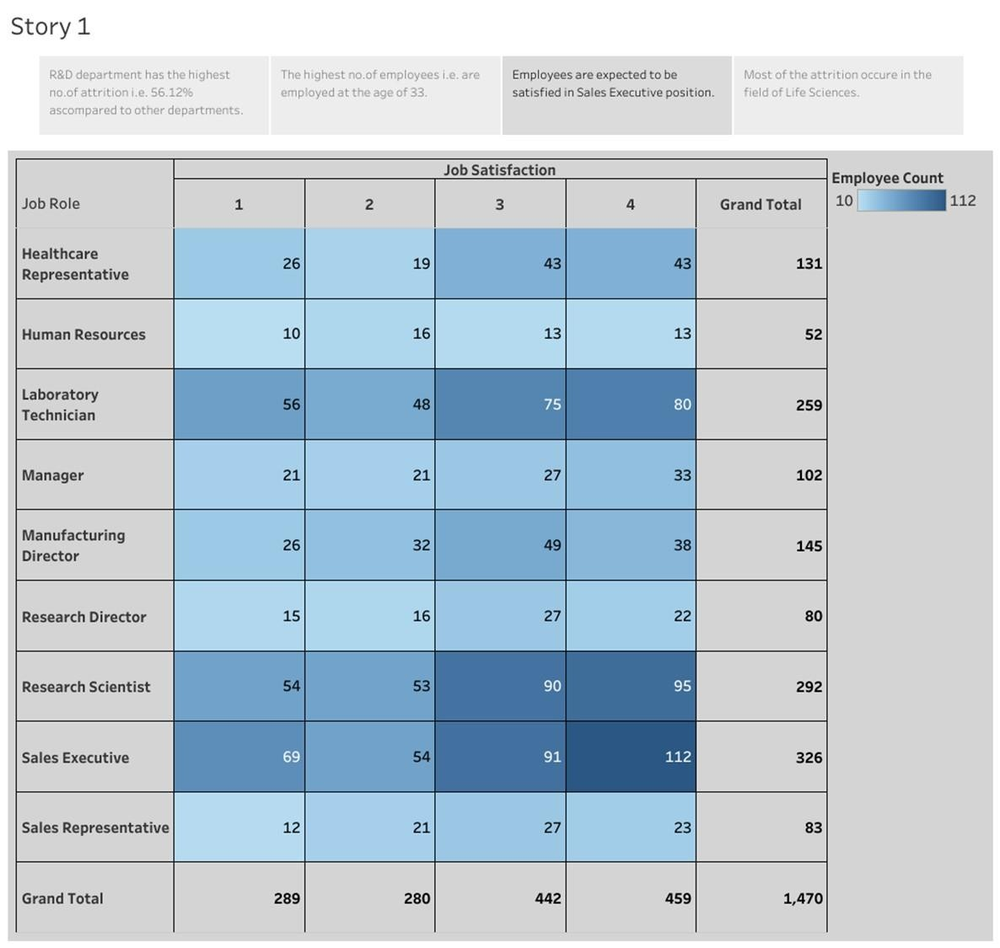 Story 1
R&D department has the highest
no.of attrition i.e. 56.12%
ascompared to other departments.
The highest no.of employees i.e. are
employed at the age of 33.
Employees are expected to be
satisfied in Sales Executive position.
Most of the attrition occure in the
field of Life Sciences.
Job Satisfaction
Job Role 1 2 3 4 Grand Total
Healthcare
Representative 26 19 43 43 131
Human Resources 10 16 13 13 52
Laboratory
Technician 56 48 75 80 259
Manager 21 21 27 33 102
Manufacturing
Director 26 32 49 38 145
Research Director 15 16 27 22 80
Research Scientist 54 53 90 95 292
Sales Executive 69 54 91 112 326
Sales Representative 12 21 27 23 83
Grand Total 289 280 442 459 1,470
Employee Count
10 112